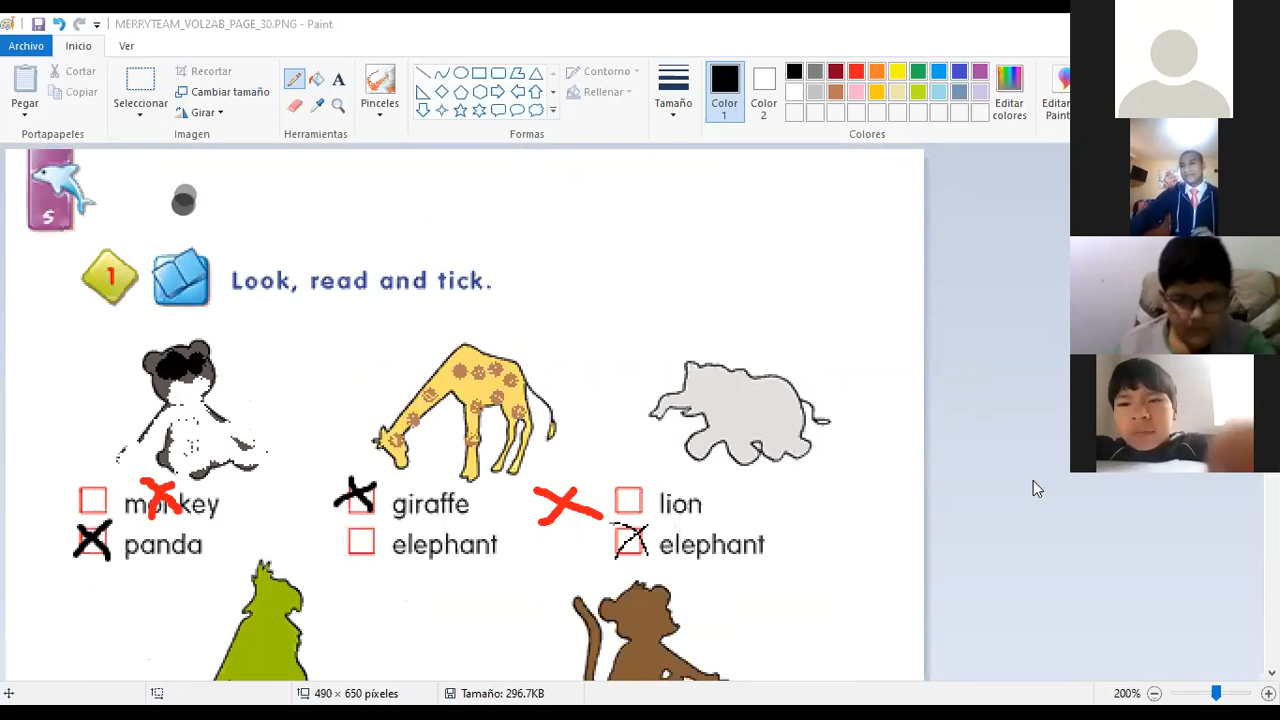 MERRYTEAM_VOL2AB_PAGE_30.PNG - Paint
Archivo Inicio Ver
Pegar
Cortar
Copiar
Portapapeles
Seleccionar
Recortar
Cambiar tamaño
Girar
Imagen
A
Herramientas
Pinceles
Contorno
Rellenar
Formas
Tamaño
Color 1
Color 2
Editar colores
Editar
Paint
Colores
5
1 Look, read and tick.
monkey
panda
giraffe
elephant
lion
elephant
490 × 650 píxeles
Tamaño: 296.7KB
200%